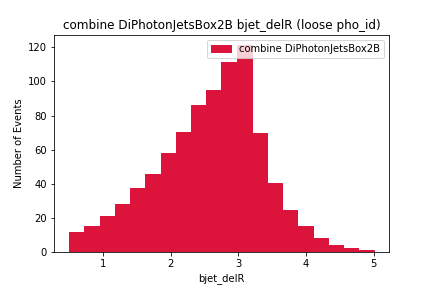 combine DiPhotonJetsBox2B bjet_delR (loose pho_id)
combine DiPhotonJetsBox2B
Number of Events
120
100
80
60
40
20
0
1 2 3 4 5
bjet_delR